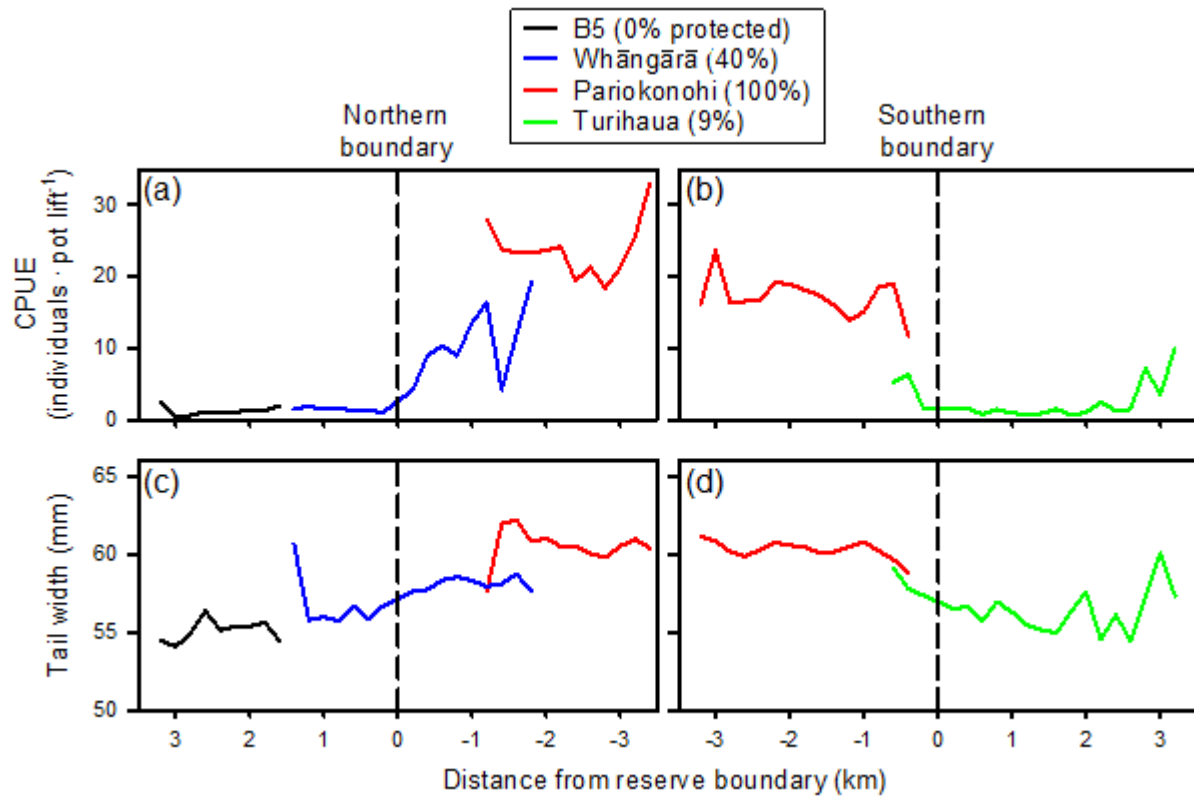 B5 (0% protected)
Whāngārā (40%)
Pariokonohi (100%)
Turihaua (9%)
Northern
boundary
Southern
boundary
(a)
(b)
CPUE
(individuals · pot lift⁻¹)
30
20
10
0
(c)
(d)
Tail width (mm)
65
60
55
50
3 2 1 0 -1 -2 -3
-3 -2 -1 0 1 2 3
Distance from reserve boundary (km)